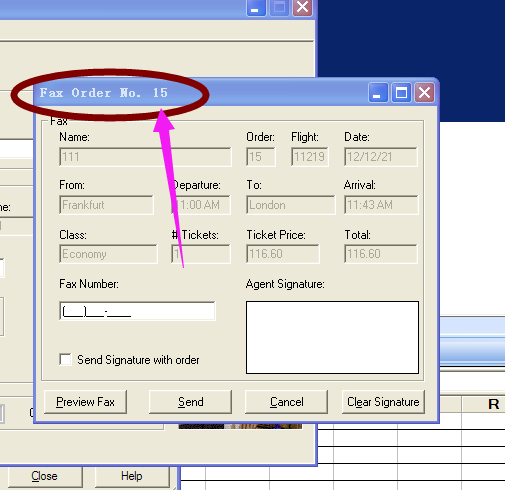 Fax Order No. 15
Fax
Name: Order: Flight: Date:
111 15 11219 12/12/21
From: Departure: To: Arrival:
Frankfurt 11:00 AM London 11:43 AM
Class: # Tickets: Ticket Price: Total:
Economy 1 116.60 116.60
Fax Number: Agent Signature:
(___)___-____
Send Signature with order
Preview Fax Send Cancel Clear Signature
me:
R
Close Help